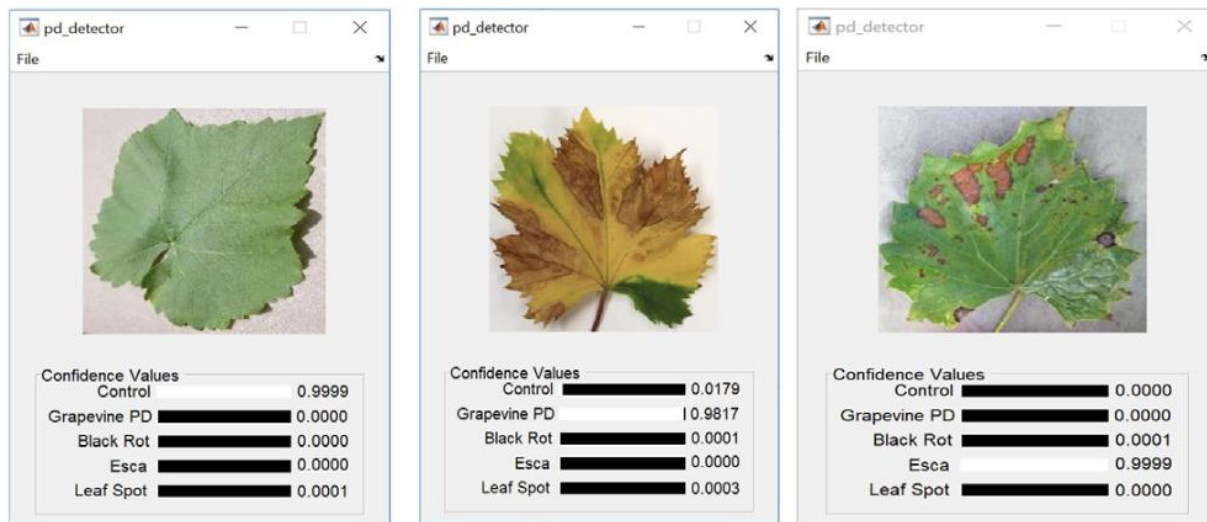 pd_detector
File
Confidence Values
Control 0.9999
Grapevine PD 0.0000
Black Rot 0.0000
Esca 0.0000
Leaf Spot 0.0001
pd_detector
File
Confidence Values
Control 0.0179
Grapevine PD 0.9817
Black Rot 0.0001
Esca 0.0000
Leaf Spot 0.0003
pd_detector
File
Confidence Values
Control 0.0000
Grapevine PD 0.0000
Black Rot 0.0001
Esca 0.9999
Leaf Spot 0.0000